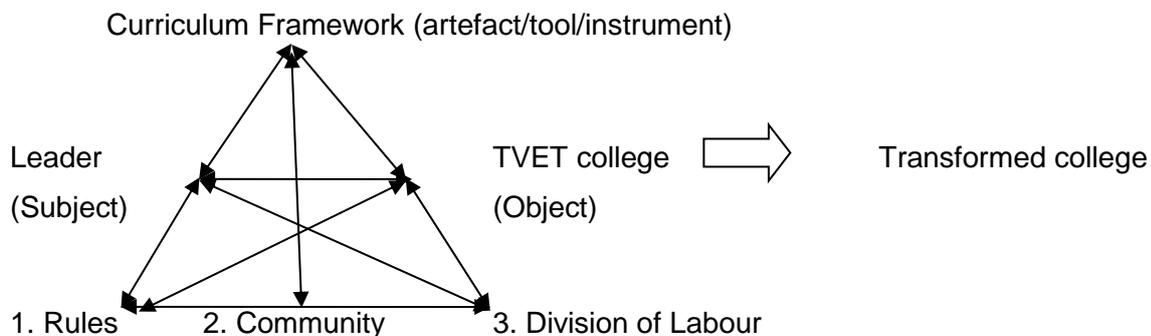 Curriculum Framework (artefact/tool/instrument)
Leader TVET college Transformed college
(Subject) (Object)
1. Rules 2. Community 3. Division of Labour